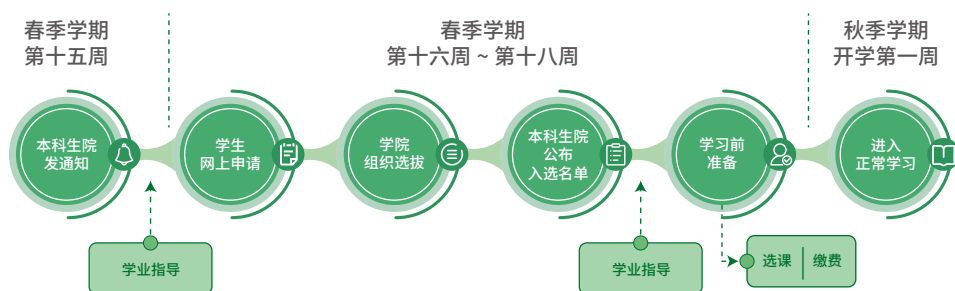 春季学期
第十五周
春季学期
第十六周 ~ 第十八周
秋季学期
开学第一周
本科生院
发通知
学生
网上申请
学院
组织选拔
本科生院
公布
入选名单
学习前
准备
进入
正常学习
学业指导
学业指导
选课
缴费